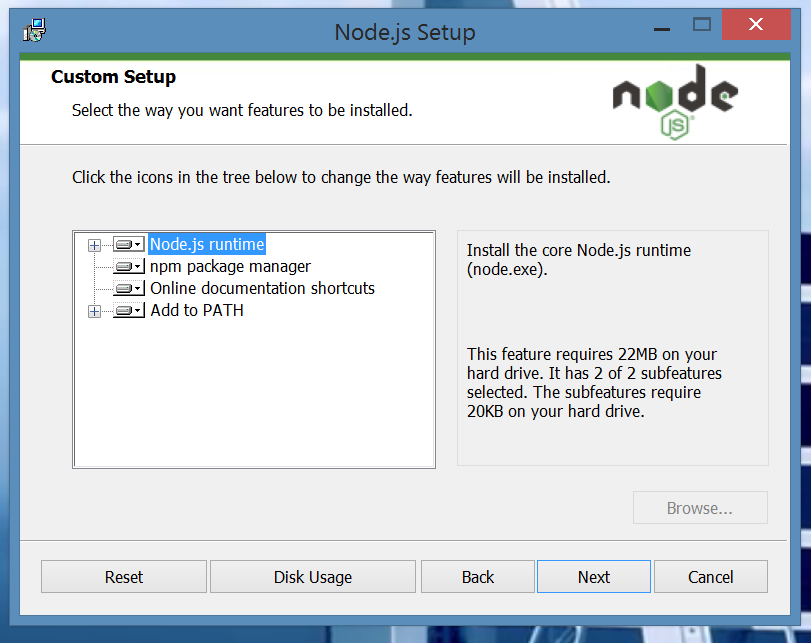 Node.js Setup
Custom Setup
Select the way you want features to be installed.
node
JS
Click the icons in the tree below to change the way features will be installed.
Node.js runtime
npm package manager
Online documentation shortcuts
Add to PATH
Install the core Node.js runtime
(node.exe).
This feature requires 22MB on your
hard drive. It has 2 of 2 subfeatures
selected. The subfeatures require
20KB on your hard drive.
Browse...
Reset
Disk Usage
Back
Next
Cancel